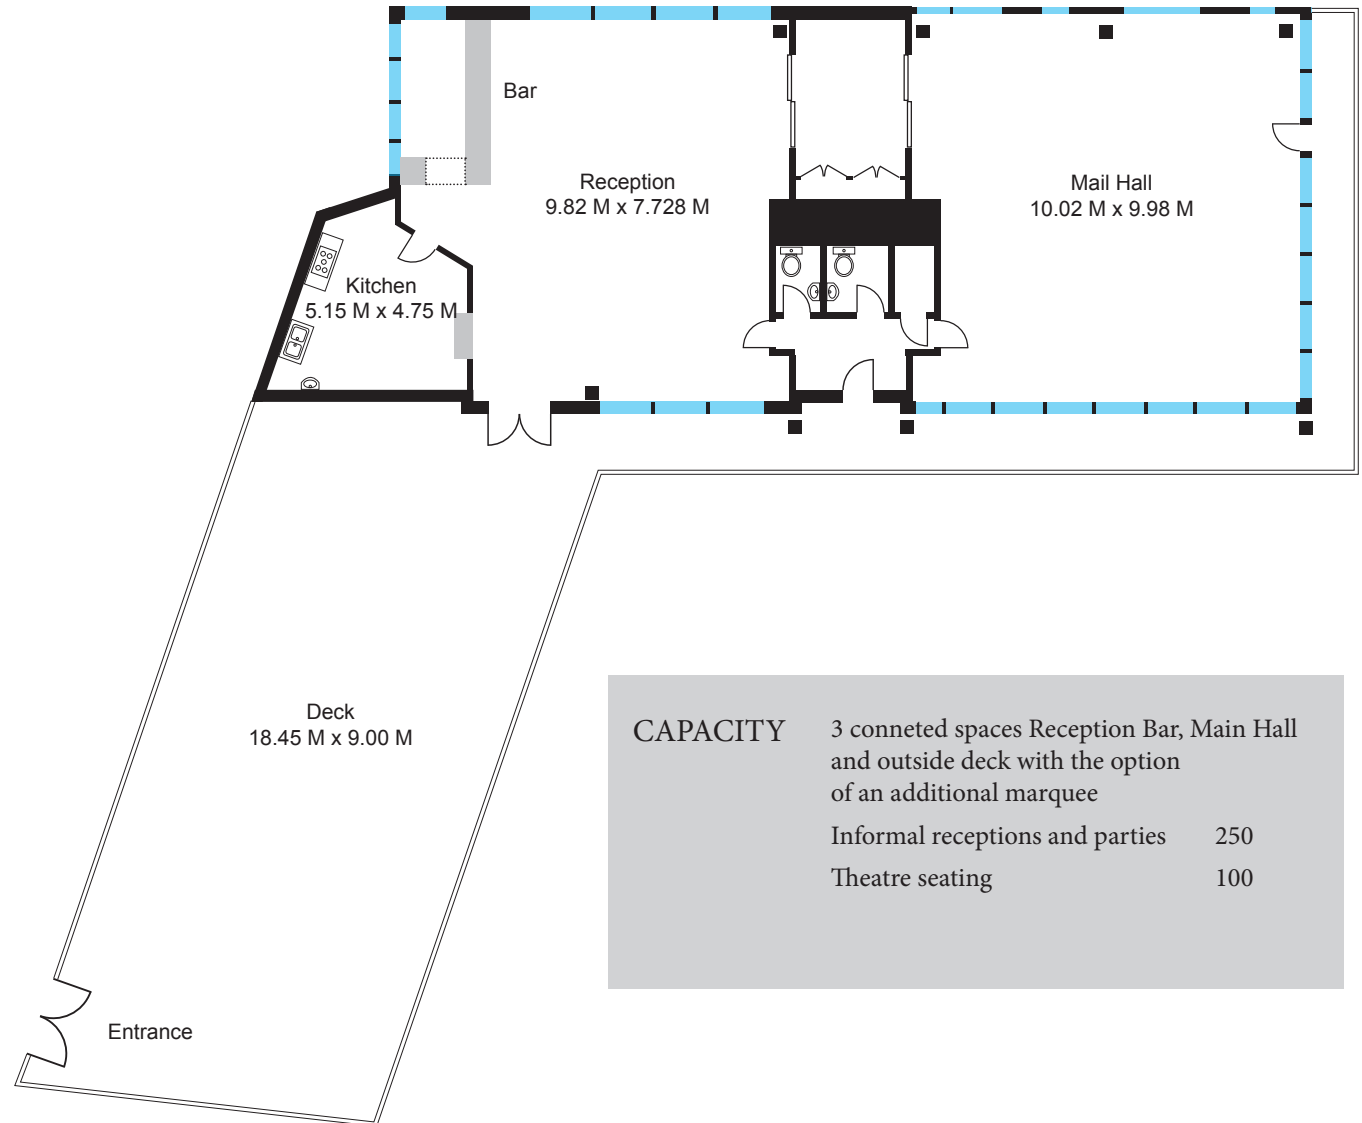 Bar
Reception
9.82 M x 7.728 M
Mail Hall
10.02 M x 9.98 M
Kitchen
5.15 M x 4.75 M
Deck
18.45 M x 9.00 M
CAPACITY 3 conneted spaces Reception Bar, Main Hall
and outside deck with the option
of an additional marquee
Informal receptions and parties 250
Theatre seating 100
Entrance